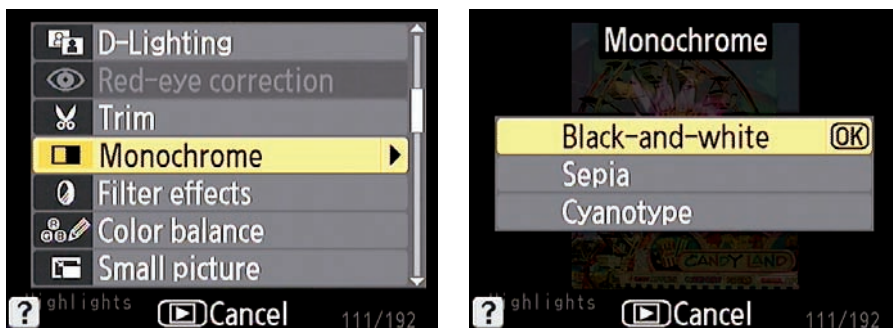 D-Lighting
Red-eye correction
Trim
Monochrome
Filter effects
Color balance
Small picture
? ghlights Cancel 111/192
Monochrome
Black-and-white OK
Sepia
Cyanotype
CANDY LAND
? ghlights Cancel 111/192